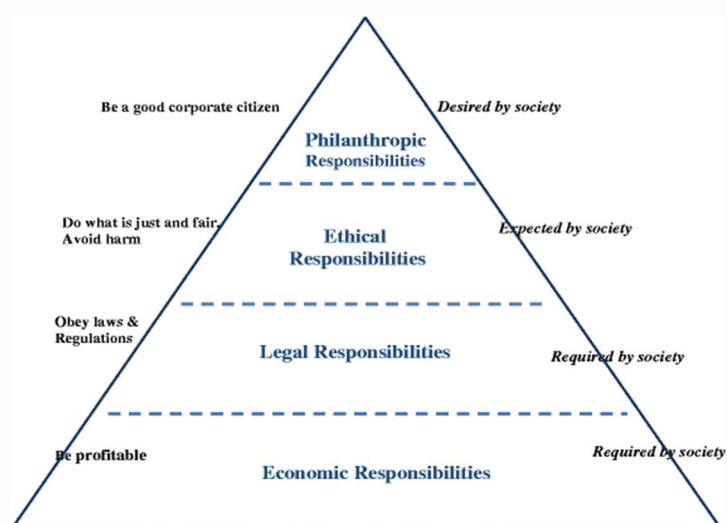 Be a good corporate citizen
Desired by society
Philanthropic
Responsibilities
Do what is just and fair,
Avoid harm
Expected by society
Ethical
Responsibilities
Obey laws &
Regulations
Legal Responsibilities
Required by society
Be profitable
Required by society
Economic Responsibilities